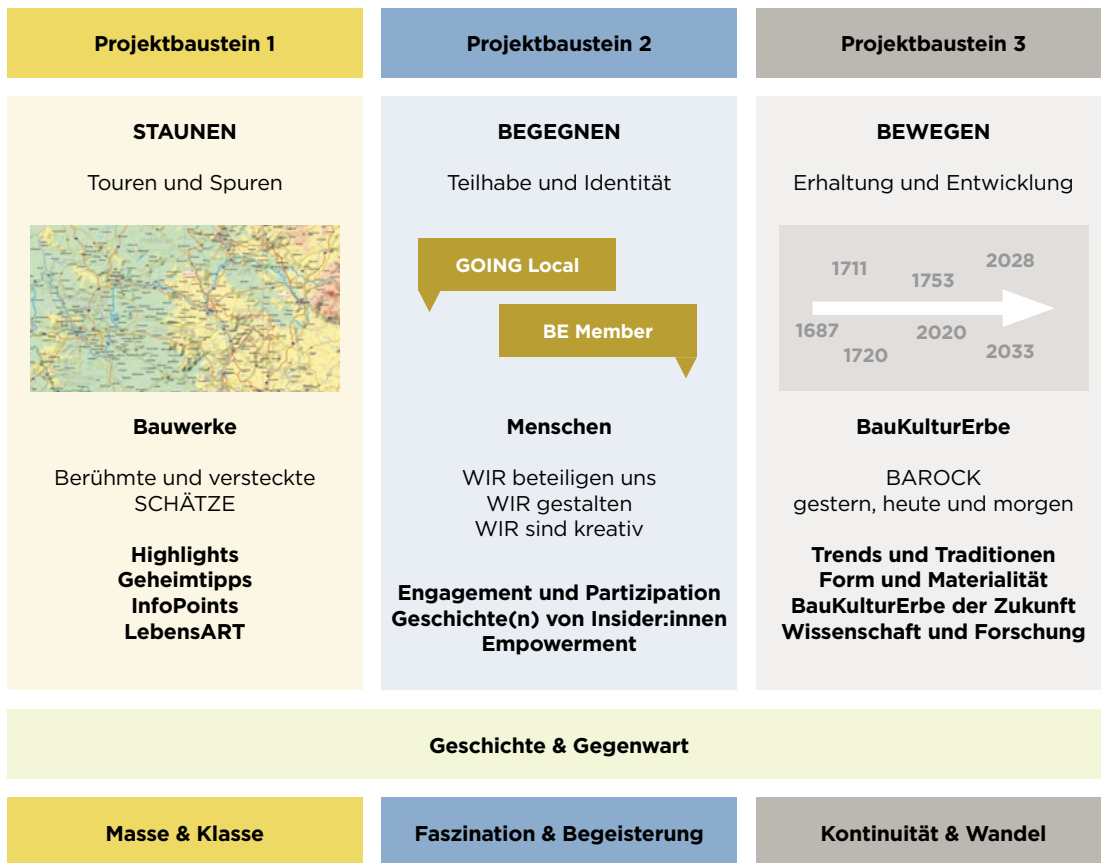 Projektbaustein 1
STAUNEN
Touren und Spuren
Bauwerke
Berühmte und versteckte
SCHÄTZE
Highlights
Geheimtipps
InfoPoints
LebensART
Projektbaustein 2
BEGEGNEN
Teilhabe und Identität
GOING Local
BE Member
Menschen
WIR beteiligen uns
WIR gestalten
WIR sind kreativ
Engagement und Partizipation
Geschichte(n) von Insider:innen
Empowerment
Projektbaustein 3
BEWEGEN
Erhaltung und Entwicklung
1711
1753
2028
1687
1720
2020
2033
BauKulturErbe
BAROCK
gestern, heute und morgen
Trends und Traditionen
Form und Materialität
BauKulturErbe der Zukunft
Wissenschaft und Forschung
Geschichte & Gegenwart
Masse & Klasse
Faszination & Begeisterung
Kontinuität & Wandel